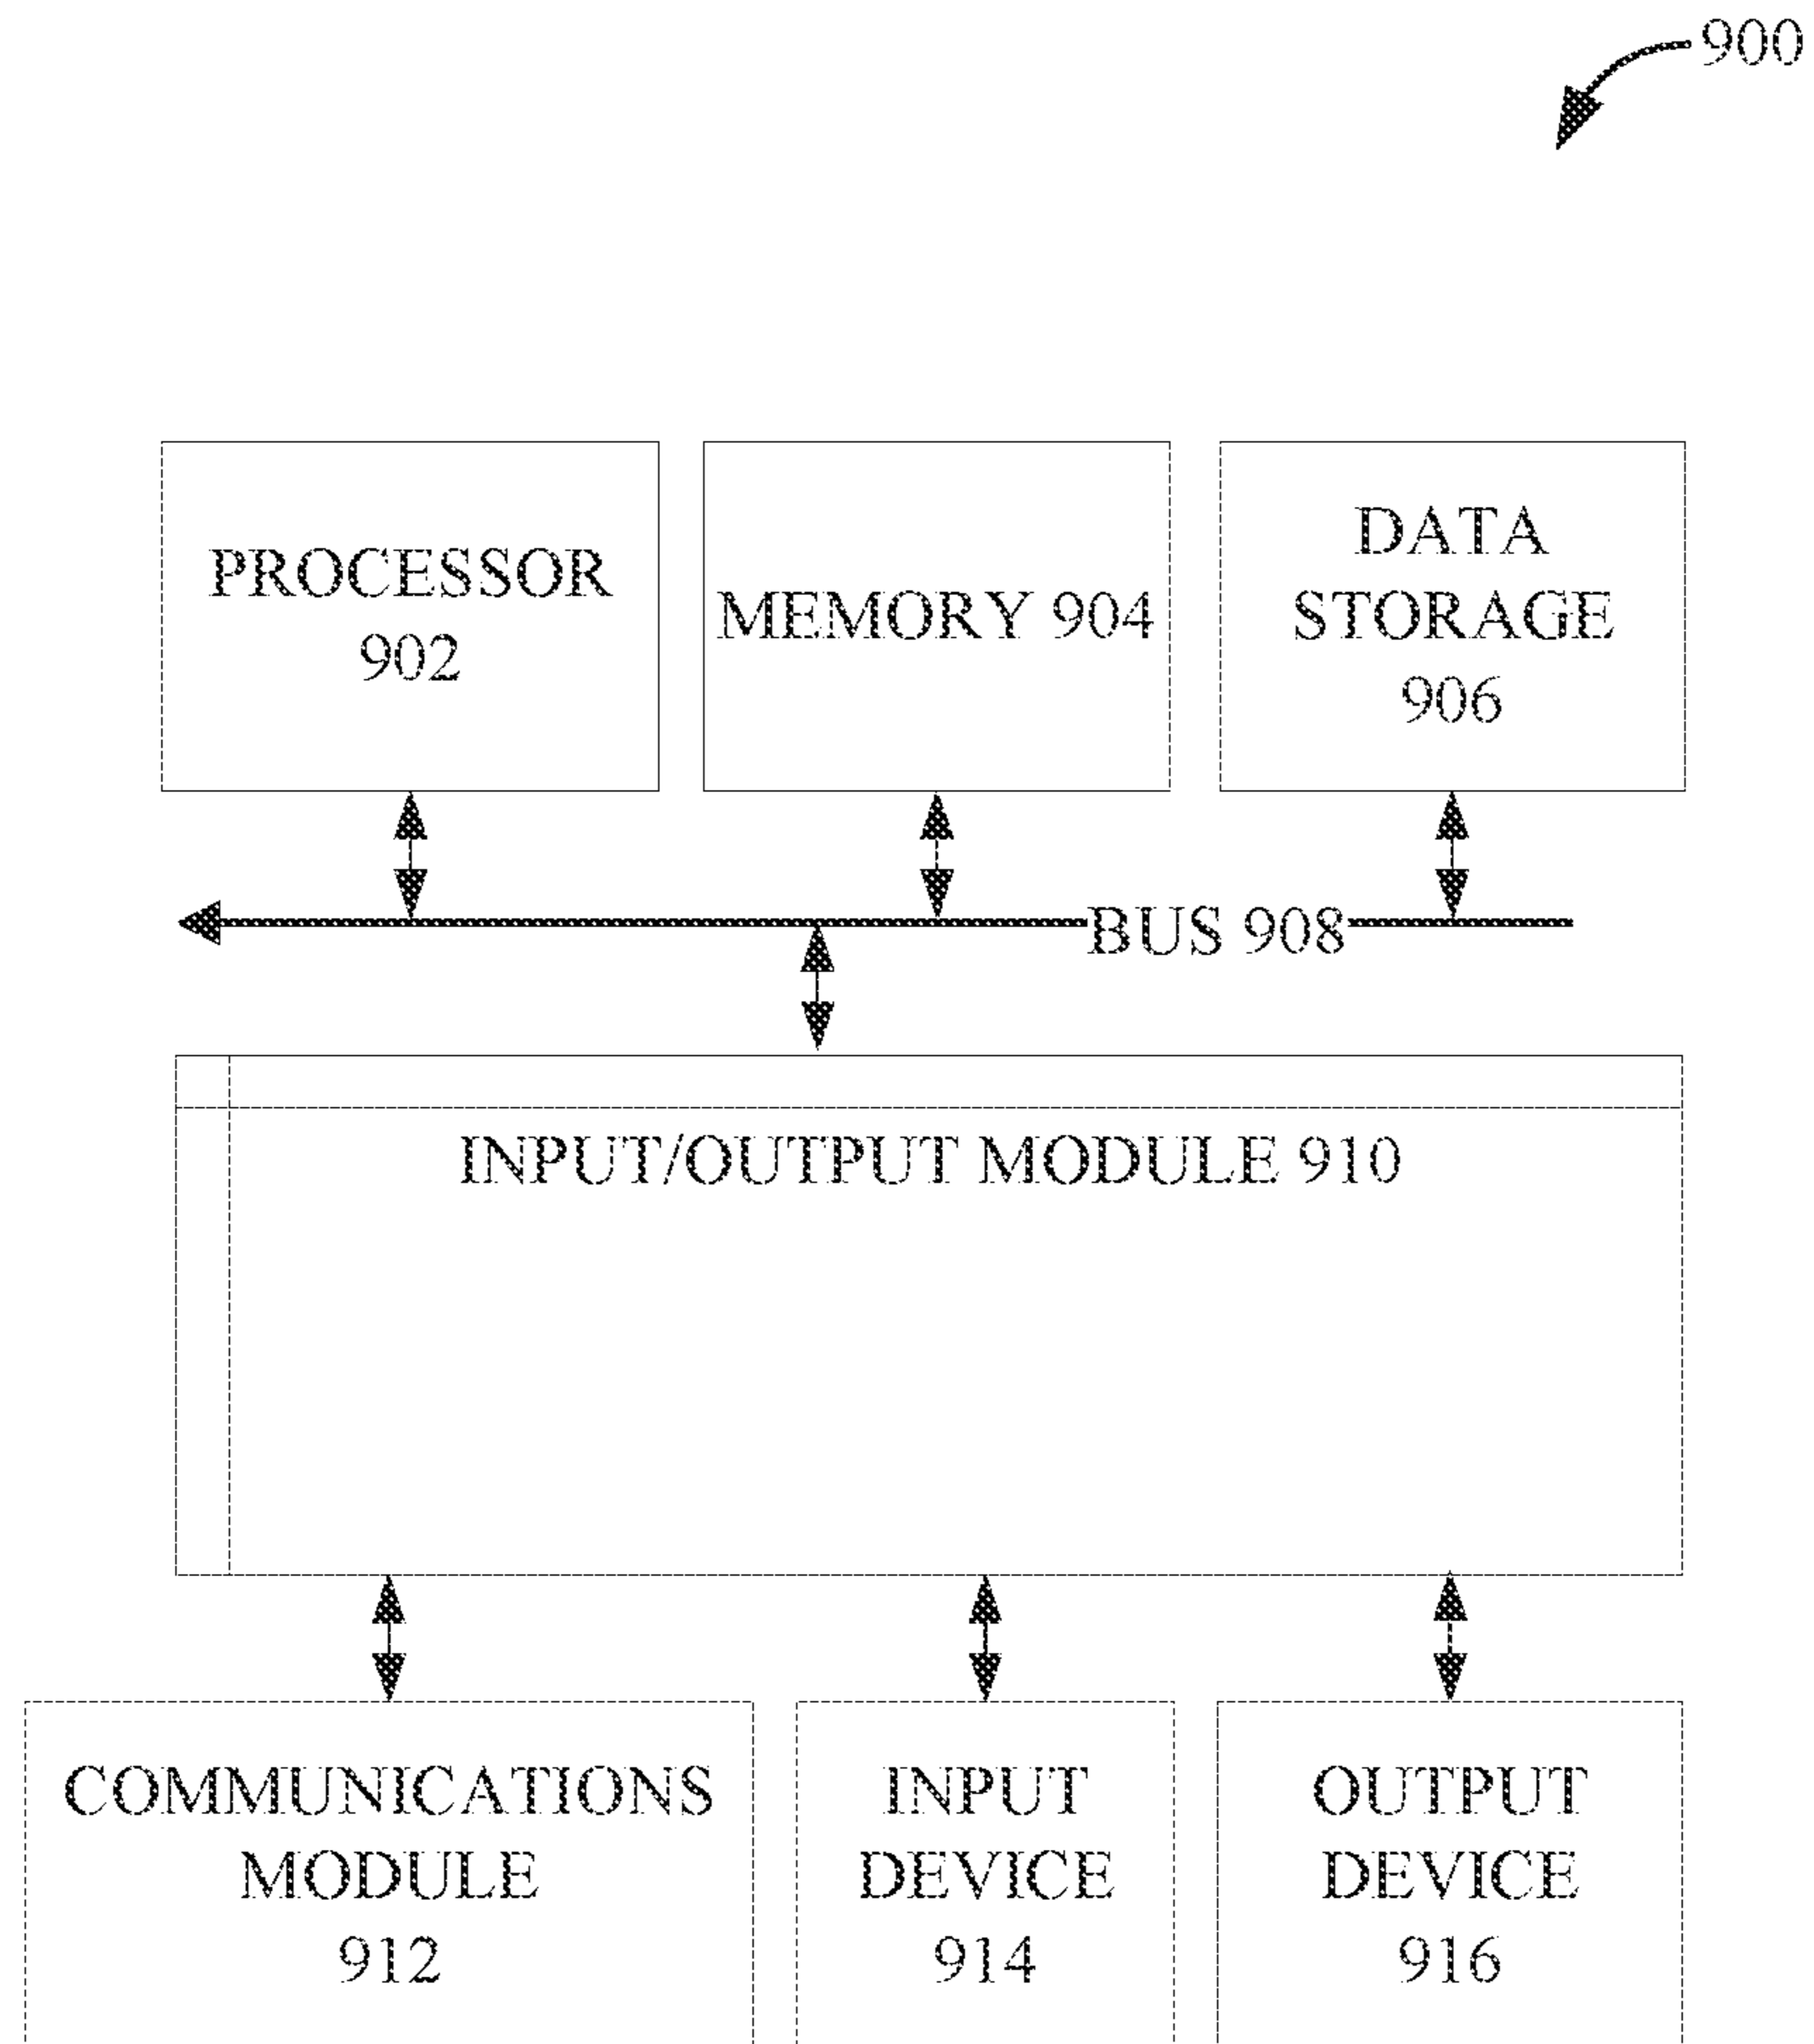 900
PROCESSOR
902
MEMORY 904
DATA
STORAGE
906
BUS 908
INPUT/OUTPUT MODULE 910
COMMUNICATIONS
MODULE
912
INPUT
DEVICE
914
OUTPUT
DEVICE
916